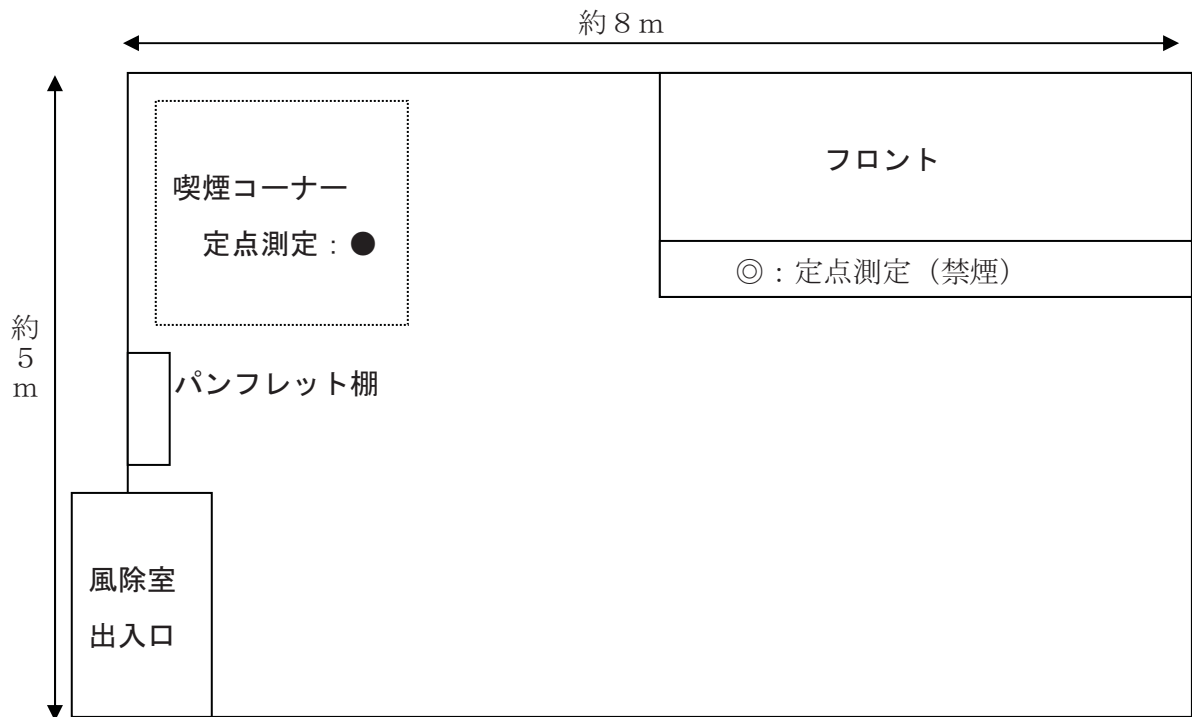 約８ｍ
フロント
喫煙コーナー
定点測定：●
◎：定点測定（禁煙）
約５ｍ
パンフレット棚
風除室
出入口